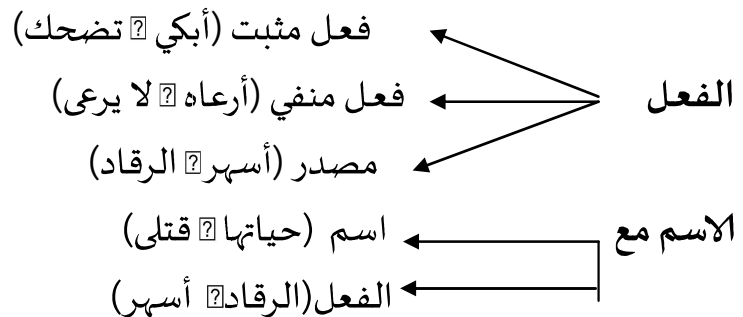 فعل مثبت (أبكي ⍰ تضحك)
الفعل
فعل منفي (أرعاه ⍰ لا يرعى)
مصدر (أسهر⍰ الرقاد)
الاسم مع
اسم (حياتها ⍰ قتلى)
الفعل(الرقاد⍰ أسهر)